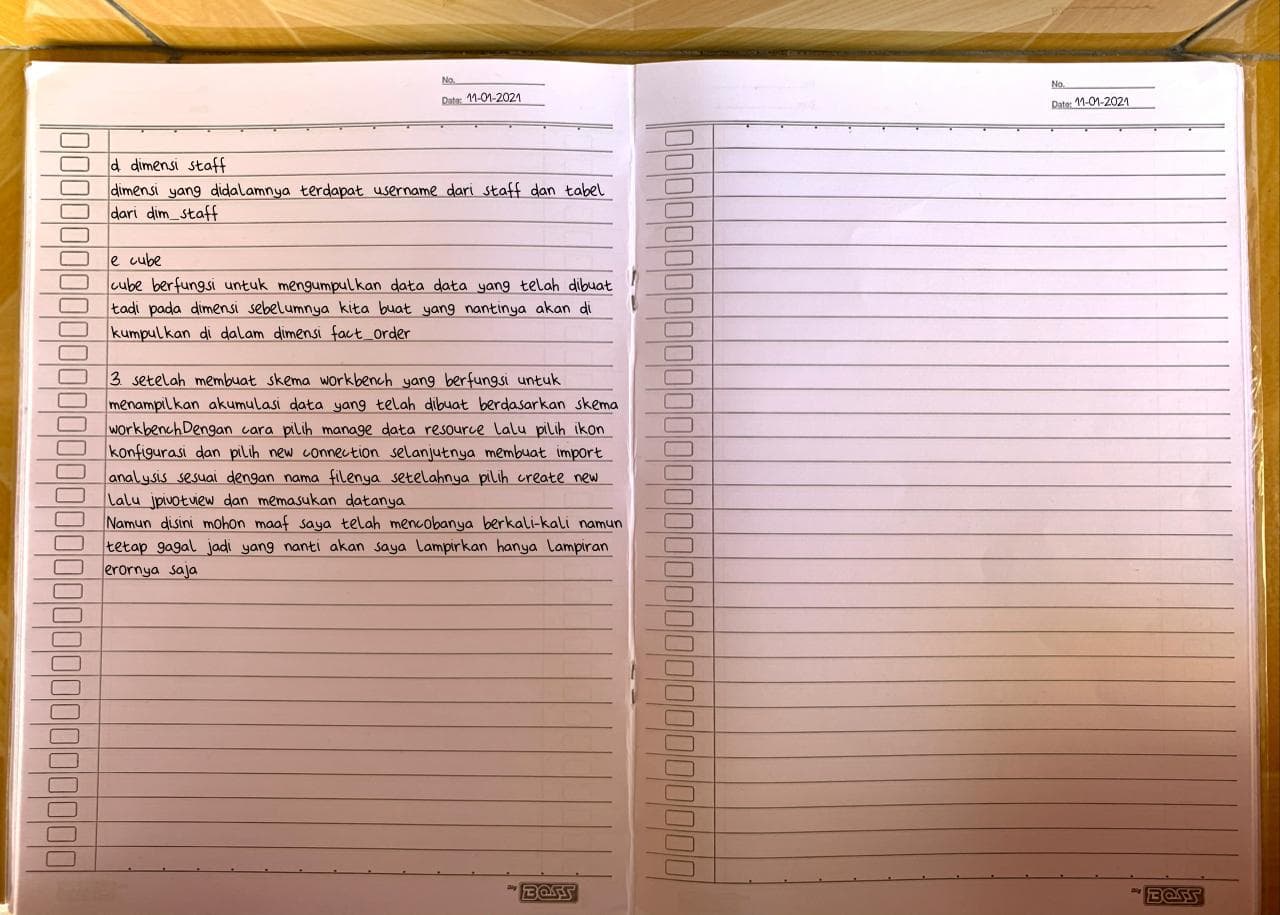 No.
Date: 11-01-2021
d dimensi staff
dimensi yang didalamnya terdapat username dari staff dan tabel
dari dim_staff
e cube
cube berfungsi untuk mengumpulkan data data yang telah dibuat
tadi pada dimensi sebelumnya kita buat yang nantinya akan di
kumpulkan di dalam dimensi fact_order
3. setelah membuat skema workbench yang berfungsi untuk
menampilkan akumulasi data yang telah dibuat berdasarkan skema
workbenchDengan cara pilih manage data resource lalu pilih ikon
konfigurasi dan pilih new connection selanjutnya membuat import
analysis sesuai dengan nama filenya setelahnya pilih create new
lalu jpivotview dan memasukan datanya
Namun disini mohon maaf saya telah mencobanya berkali-kali namun
tetap gagal jadi yang nanti akan saya lampirkan hanya lampiran
erornya saja
Big BOSS
No.
Date: 11-01-2021
Big BOSS